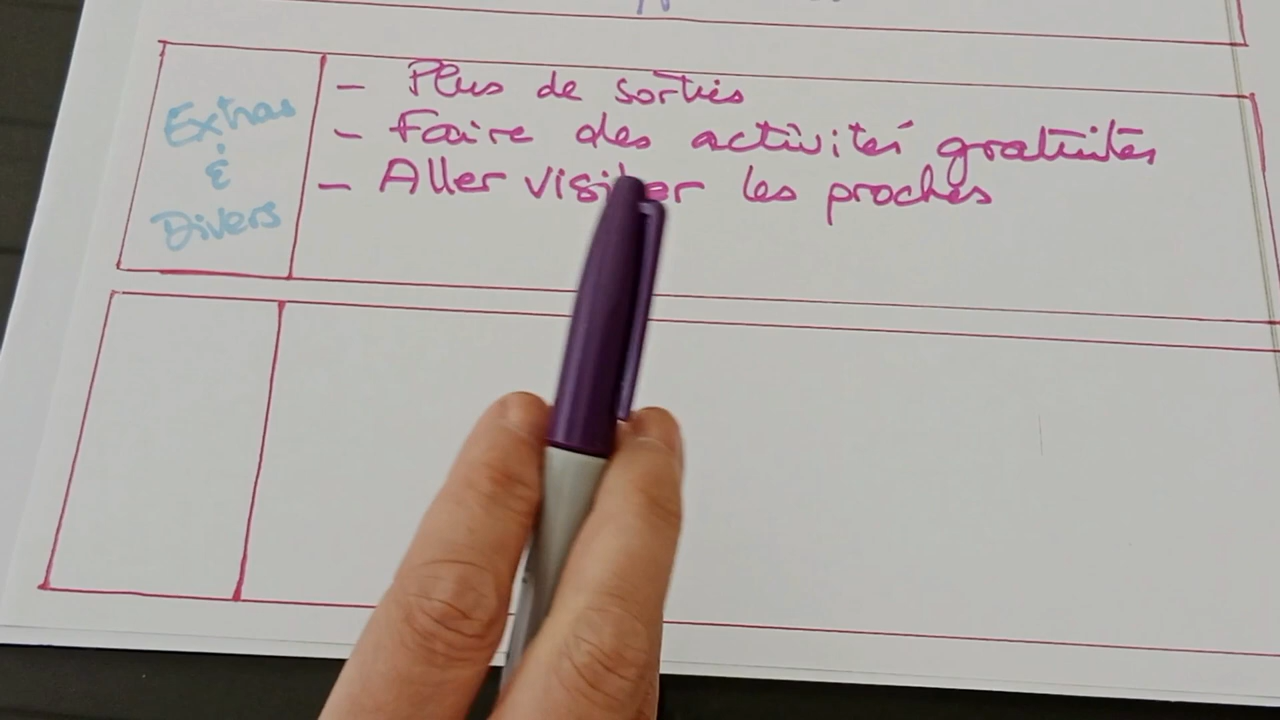 Extras
&
Divers
- Plus de sorties
- Faire des activités gratuites
- Aller visiter les proches